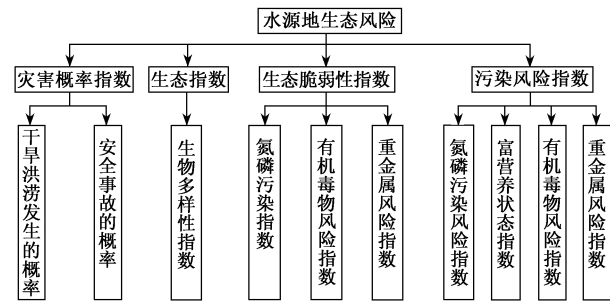 水源地生态风险
灾害概率指数
生态指数
生态脆弱性指数
污染风险指数
干旱洪涝发生的概率
安全事故的概率
生物多样性指数
氮磷污染指数
有机毒物风险指数
重金属风险指数
氮磷污染风险指数
富营养状态指数
有机毒物风险指数
重金属风险指数